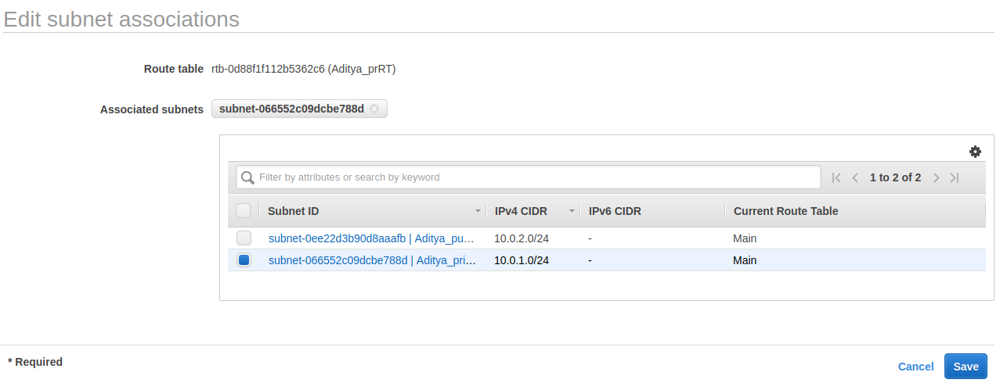 Edit subnet associations
Route table rtb-0d88f1f112b5362c6 (Aditya_prRT)
Associated subnets subnet-066552c09dcbe788d
Filter by attributes or search by keyword 1 to 2 of 2
Subnet ID IPv4 CIDR IPv6 CIDR Current Route Table
subnet-0ee22d3b90d8aaafb | Aditya_pu… 10.0.2.0/24 - Main
subnet-066552c09dcbe788d | Aditya_pri… 10.0.1.0/24 - Main
* Required
Cancel Save